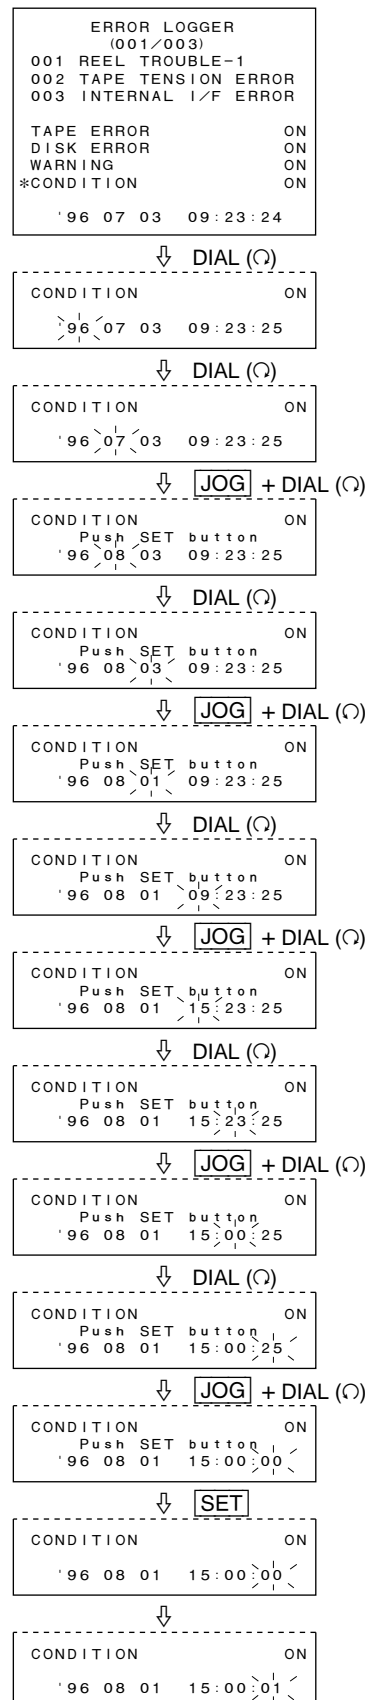 ERROR LOGGER
(001/003)
001 REEL TROUBLE-1
002 TAPE TENSION ERROR
003 INTERNAL I/F ERROR
TAPE ERROR ON
DISK ERROR ON
WARNING ON
*CONDITION ON
'96 07 03 09:23:24
⇩ DIAL (↻)
CONDITION ON
'96 07 03 09:23:25
⇩ DIAL (↻)
CONDITION ON
'96 07 03 09:23:25
⇩ JOG + DIAL (↻)
CONDITION ON
Push SET button
'96 08 03 09:23:25
⇩ DIAL (↻)
CONDITION ON
Push SET button
'96 08 03 09:23:25
⇩ JOG + DIAL (↺)
CONDITION ON
Push SET button
'96 08 01 09:23:25
⇩ DIAL (↻)
CONDITION ON
Push SET button
'96 08 01 09:23:25
⇩ JOG + DIAL (↻)
CONDITION ON
Push SET button
'96 08 01 15:23:25
⇩ DIAL (↻)
CONDITION ON
Push SET button
'96 08 01 15:23:25
⇩ JOG + DIAL (↺)
CONDITION ON
Push SET button
'96 08 01 15:00:25
⇩ DIAL (↻)
CONDITION ON
Push SET button
'96 08 01 15:00:25
⇩ JOG + DIAL (↺)
CONDITION ON
Push SET button
'96 08 01 15:00:00
⇩ SET
CONDITION ON
'96 08 01 15:00:00
⇩
CONDITION ON
'96 08 01 15:00:01